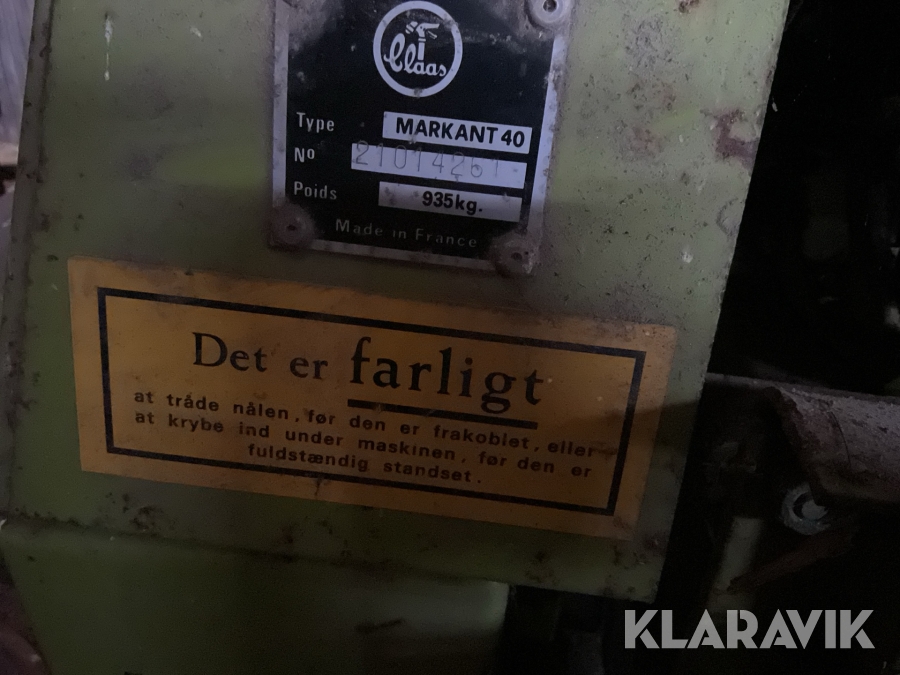 Claas
Type MARKANT 40
No 21014261
Poids 935kg.
Made in France
Det er farligt
at tråde nålen, før den er frakoblet, eller
at krybe ind under maskinen, før den er
fuldstændig standset.
KLARAVIK